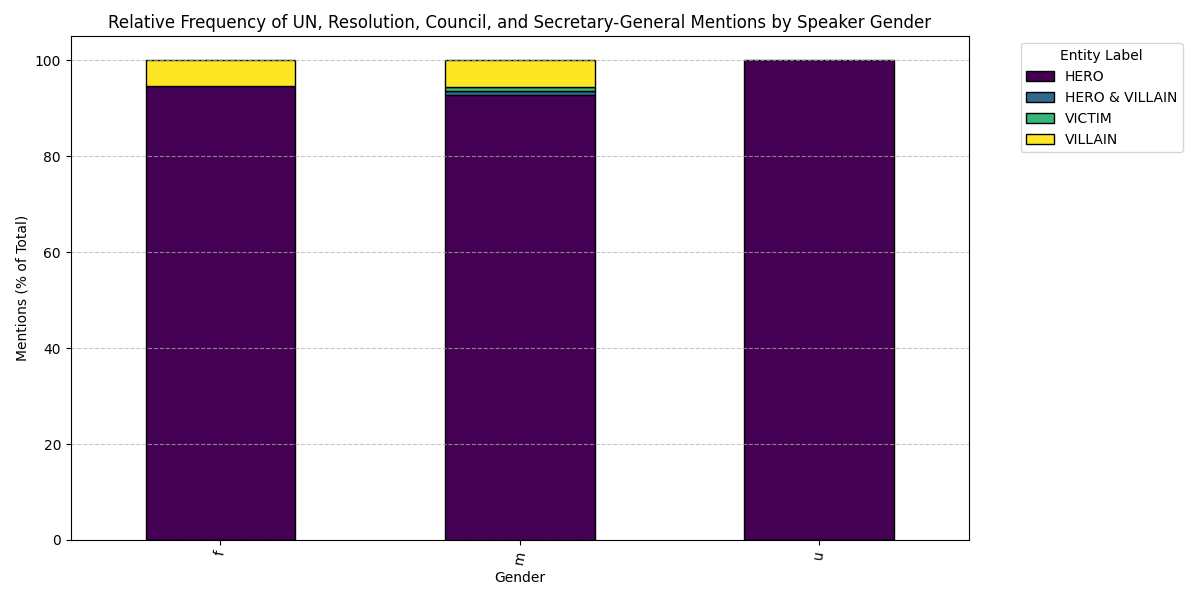 Relative Frequency of UN, Resolution, Council, and Secretary-General Mentions by Speaker Gender
Mentions (% of Total)
100
80
60
40
20
0
f
m
u
Gender
Entity Label
HERO
HERO & VILLAIN
VICTIM
VILLAIN